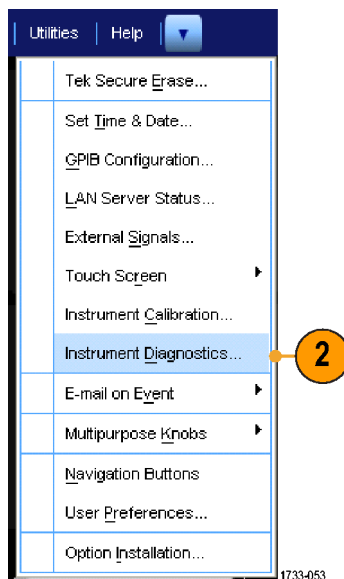 Utilities Help
Tek Secure Erase...
Set Time & Date...
GPIB Configuration...
LAN Server Status...
External Signals...
Touch Screen
Instrument Calibration...
Instrument Diagnostics...
2
E-mail on Event
Multipurpose Knobs
Navigation Buttons
User Preferences...
Option Installation...
1733-053